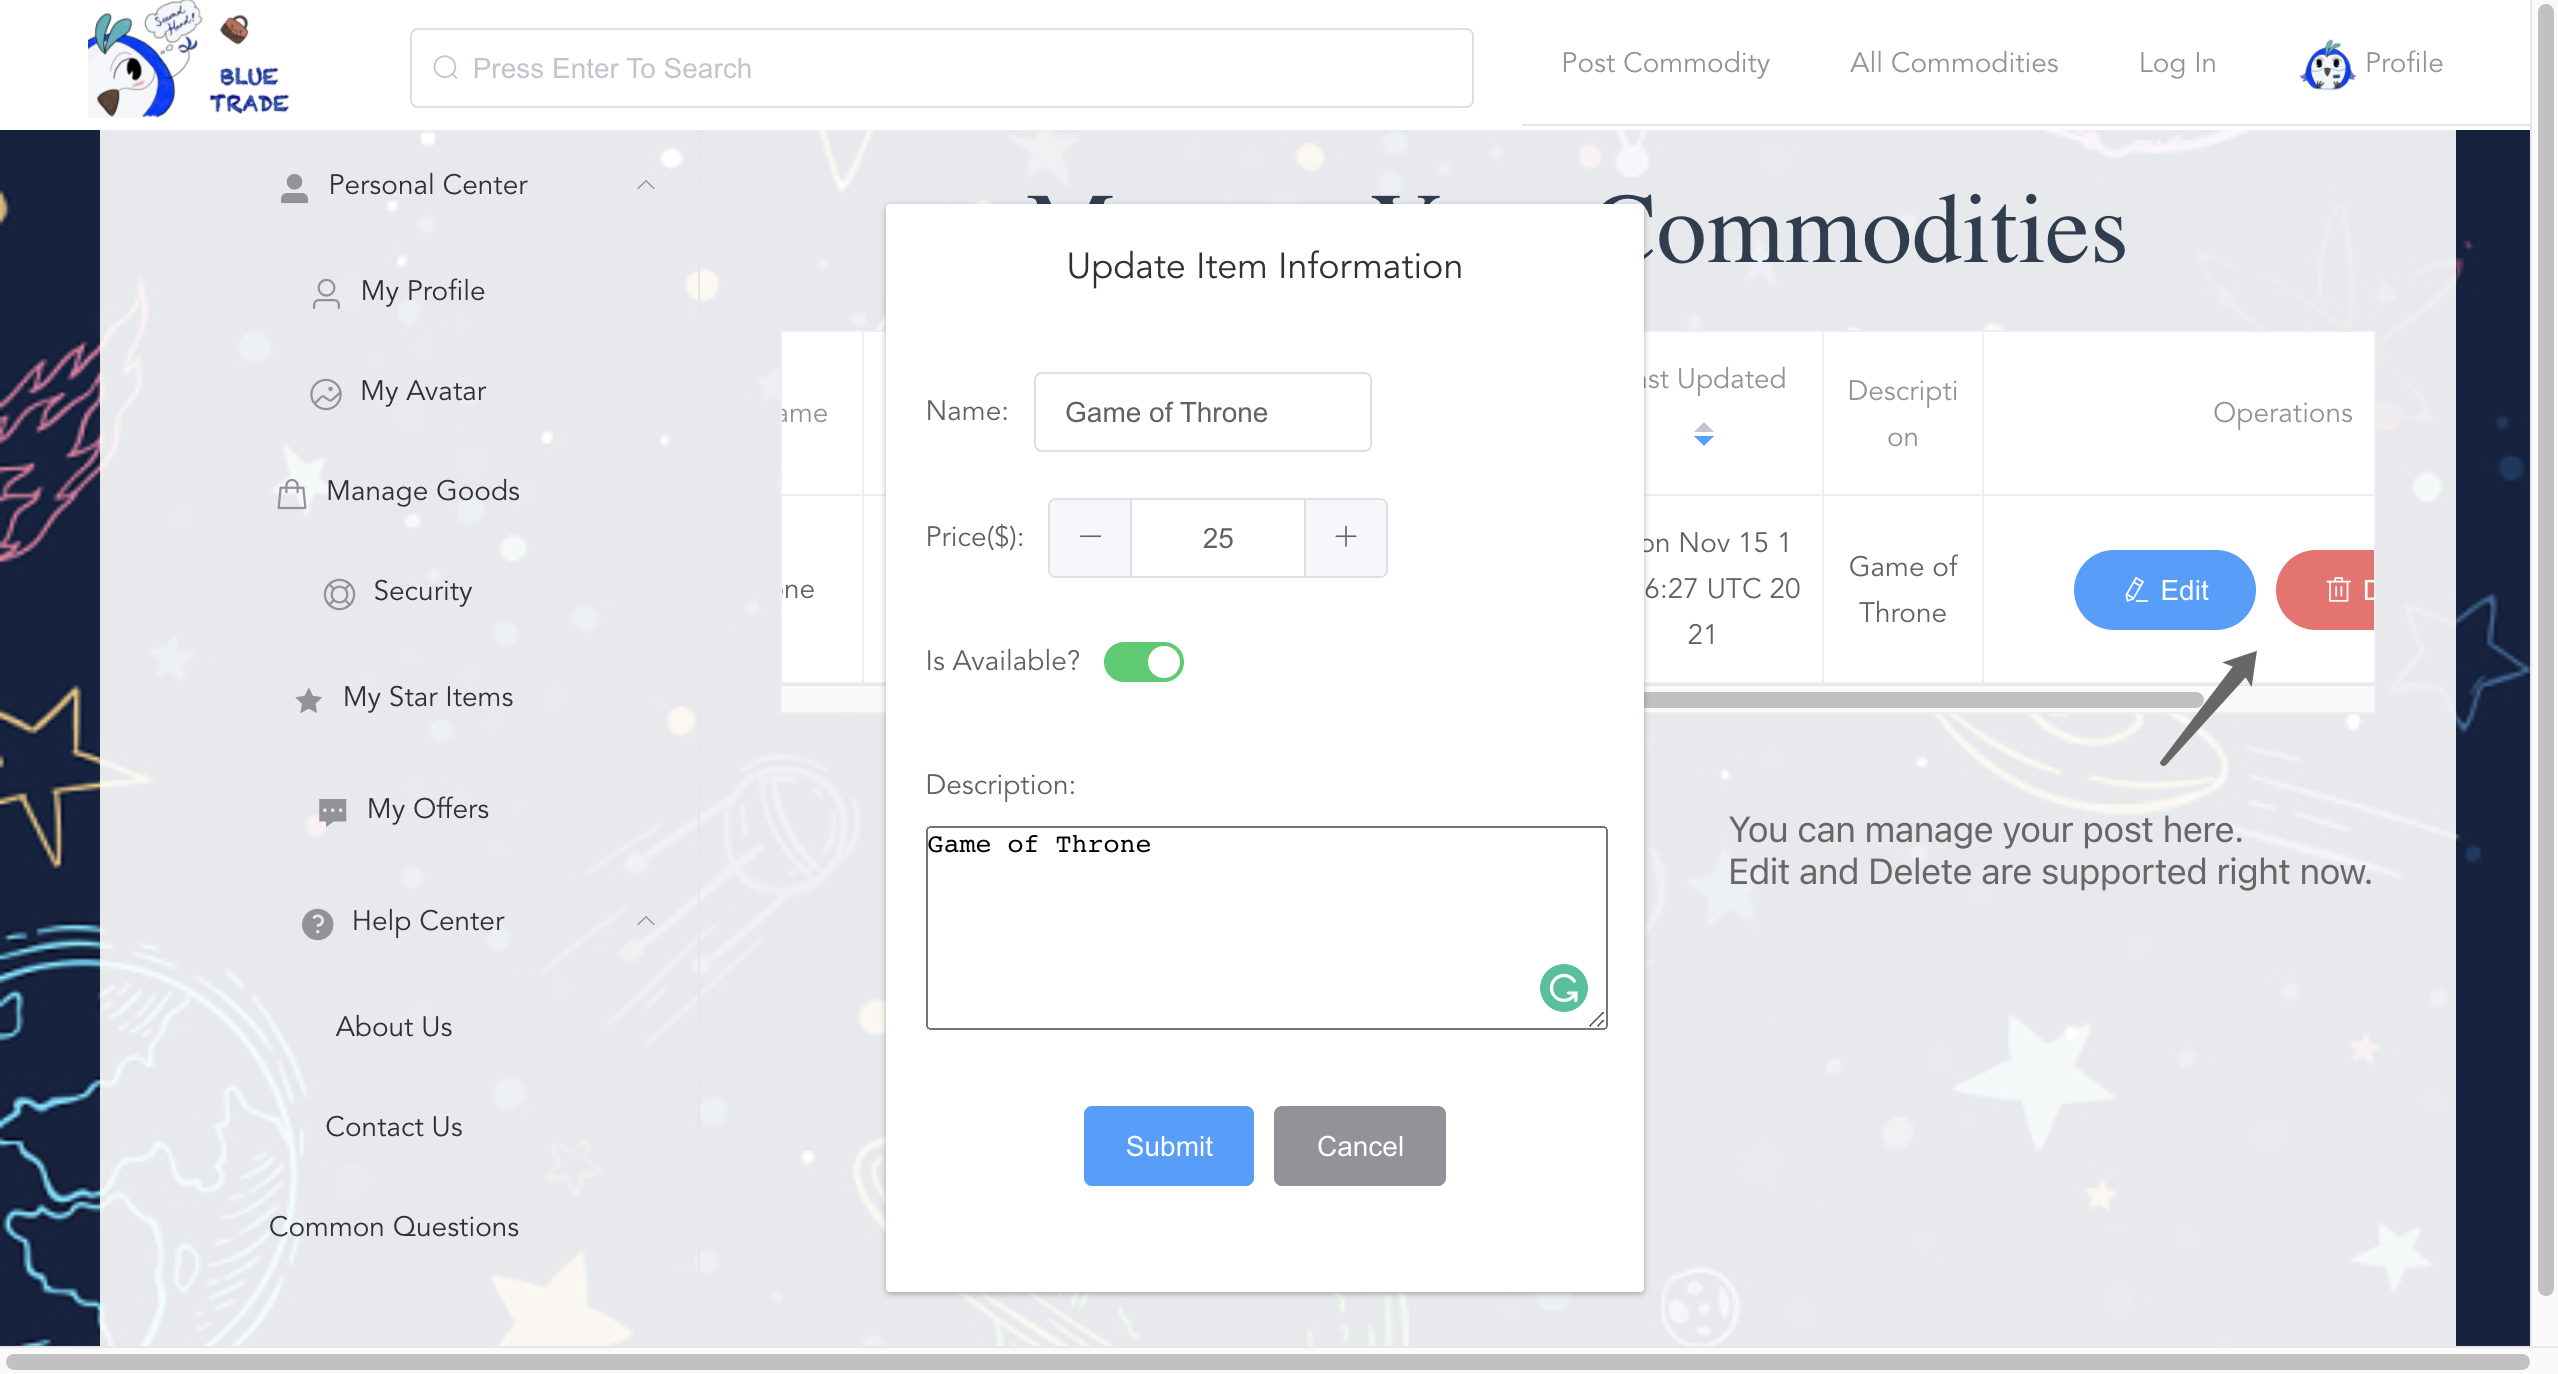 Second
Hand!
BLUE
TRADE
Press Enter To Search
Post Commodity
All Commodities
Log In
Profile
Personal Center
My Profile
My Avatar
Manage Goods
Security
My Star Items
My Offers
Help Center
About Us
Contact Us
Common Questions
Commodities
Update Item Information
Name:
Game of Throne
Price($):
25
Is Available?
Description:
Game of Throne
Submit
Cancel
ame
ne
st Updated
Descripti
on
Operations
on Nov 15 1
6:27 UTC 20
21
Game of
Throne
Edit
You can manage your post here.
Edit and Delete are supported right now.